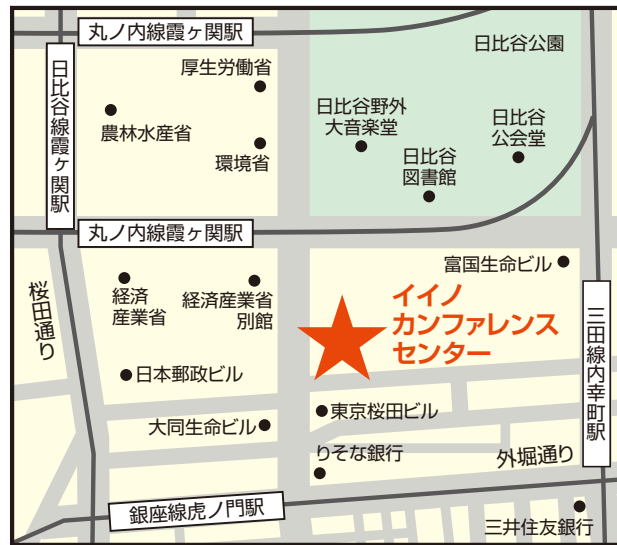 丸ノ内線霞ヶ関駅
日比谷公園
日比谷線霞ヶ関駅
厚生労働省
農林水産省
環境省
日比谷野外
大音楽堂
日比谷
公会堂
日比谷
図書館
丸ノ内線霞ヶ関駅
富国生命ビル
桜田通り
経済
産業省
経済産業省
別館
イイノ
カンファレンス
センター
三田線内幸町駅
日本郵政ビル
大同生命ビル
東京桜田ビル
りそな銀行
外堀通り
銀座線虎ノ門駅
三井住友銀行